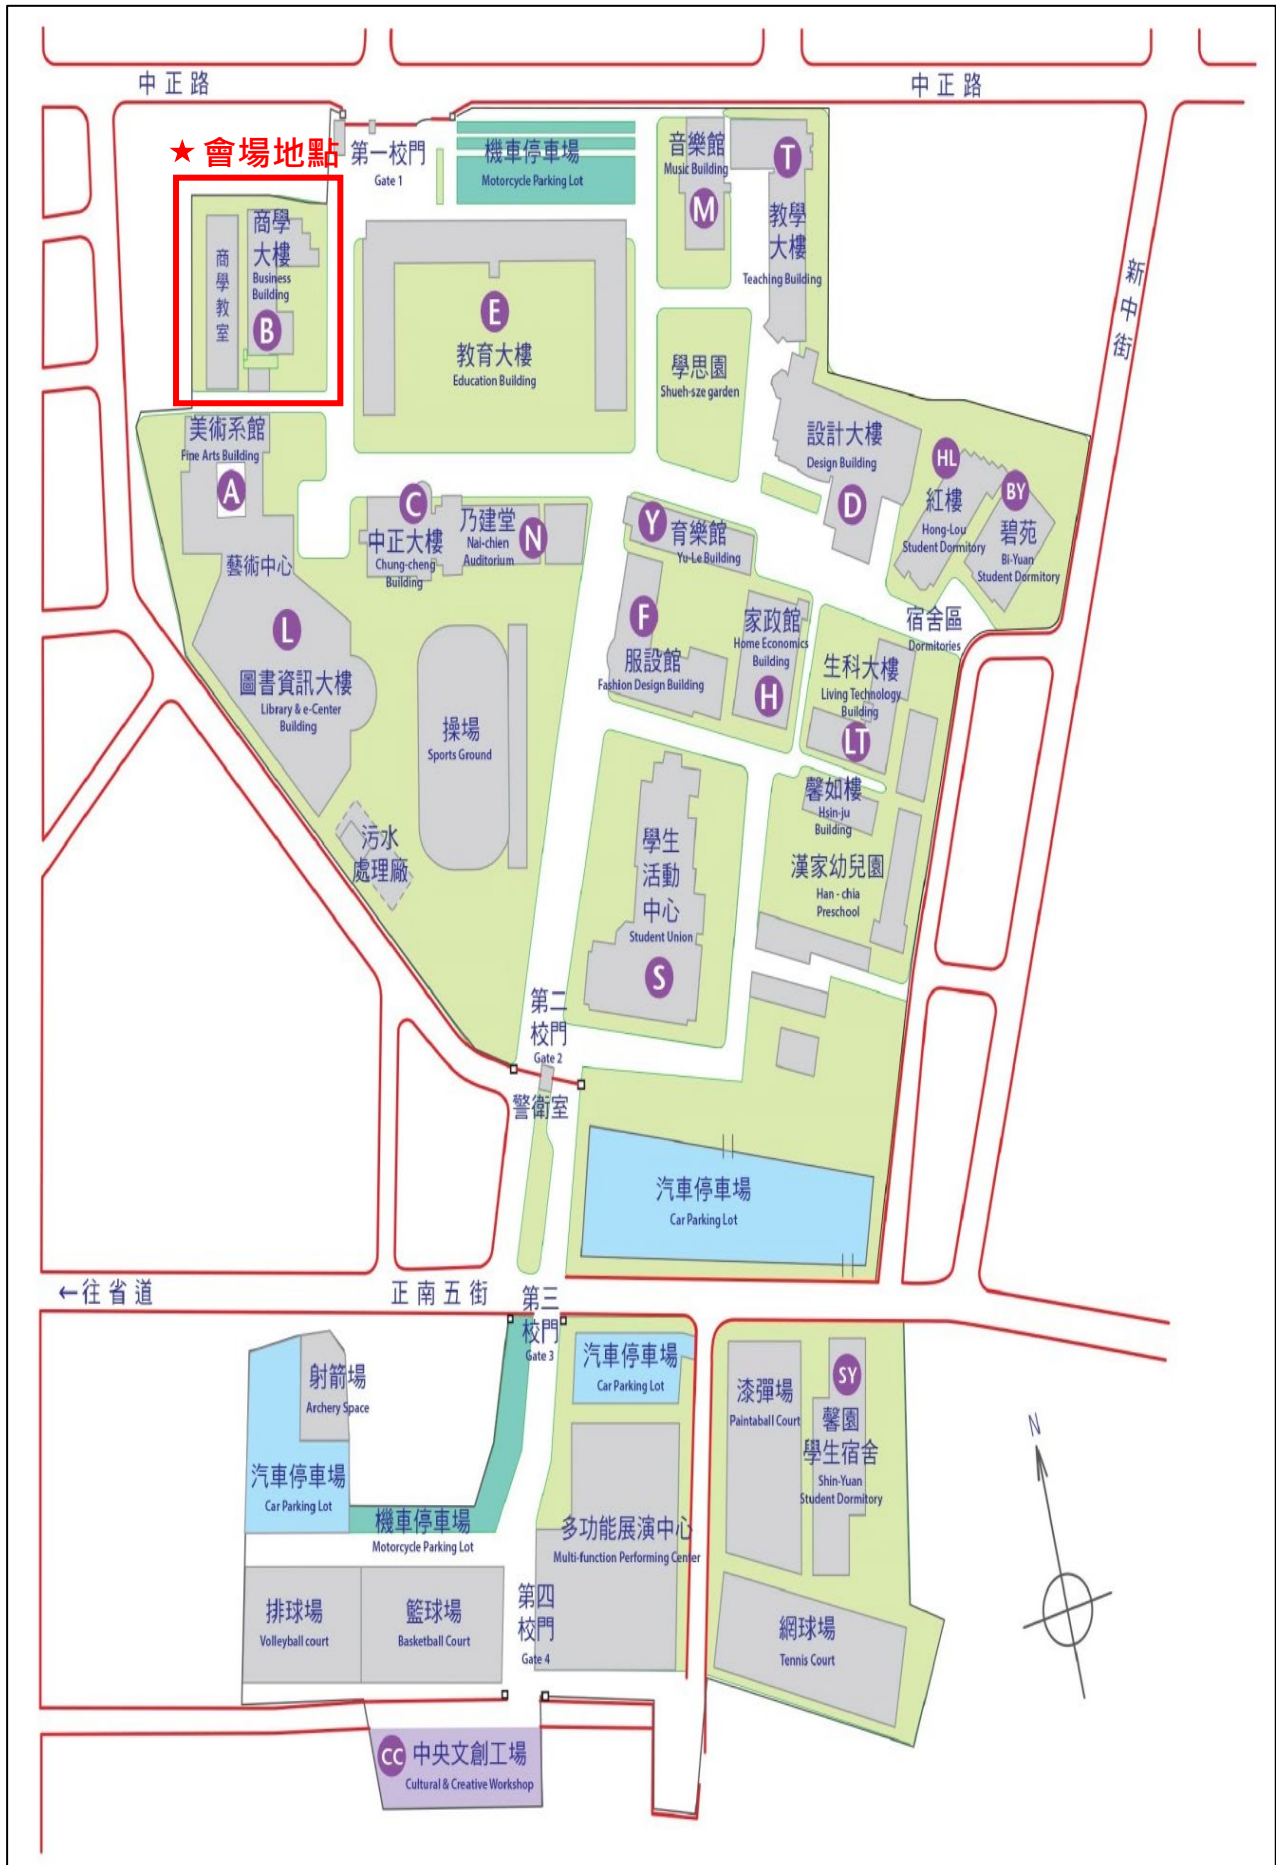 中正路
中正路
★ 會場地點
第一校門
Gate 1
機車停車場
Motorcycle Parking Lot
音樂館
Music Building
M
T
教學
大樓
Teaching Building
新中街
商學
大樓
Business
Building
B
商學教室
E
教育大樓
Education Building
學思園
Shueh-sze garden
美術系館
Fine Arts Building
A
設計大樓
Design Building
D
HL
紅樓
Hong-Lou
Student Dormitory
BY
碧苑
Bi-Yuan
Student Dormitory
C
中正大樓
Chung-cheng
Building
乃建堂
Nai-chien
Auditorium
N
Y
育樂館
Yu-Le Building
藝術中心
L
圖書資訊大樓
Library & e-Center
Building
F
服設館
Fashion Design Building
家政館
Home Economics
Building
H
宿舍區
Dormitories
生科大樓
Living Technology
Building
LT
操場
Sports Ground
馨如樓
Hsin-ju
Building
污水
處理廠
學生
活動
中心
Student Union
S
漢家幼兒園
Han - chia
Preschool
第二
校門
Gate 2
警衛室
汽車停車場
Car Parking Lot
←往省道
正南五街
第三
校門
Gate 3
射箭場
Archery Space
汽車停車場
Car Parking Lot
汽車停車場
Car Parking Lot
漆彈場
Paintaball Court
SY
馨園
學生宿舍
Shin-Yuan
Student Dormitory
N
機車停車場
Motorcycle Parking Lot
多功能展演中心
Multi-function Performing Center
排球場
Volleyball court
籃球場
Basketball Court
第四
校門
Gate 4
網球場
Tennis Court
CC
中央文創工場
Cultural & Creative Workshop